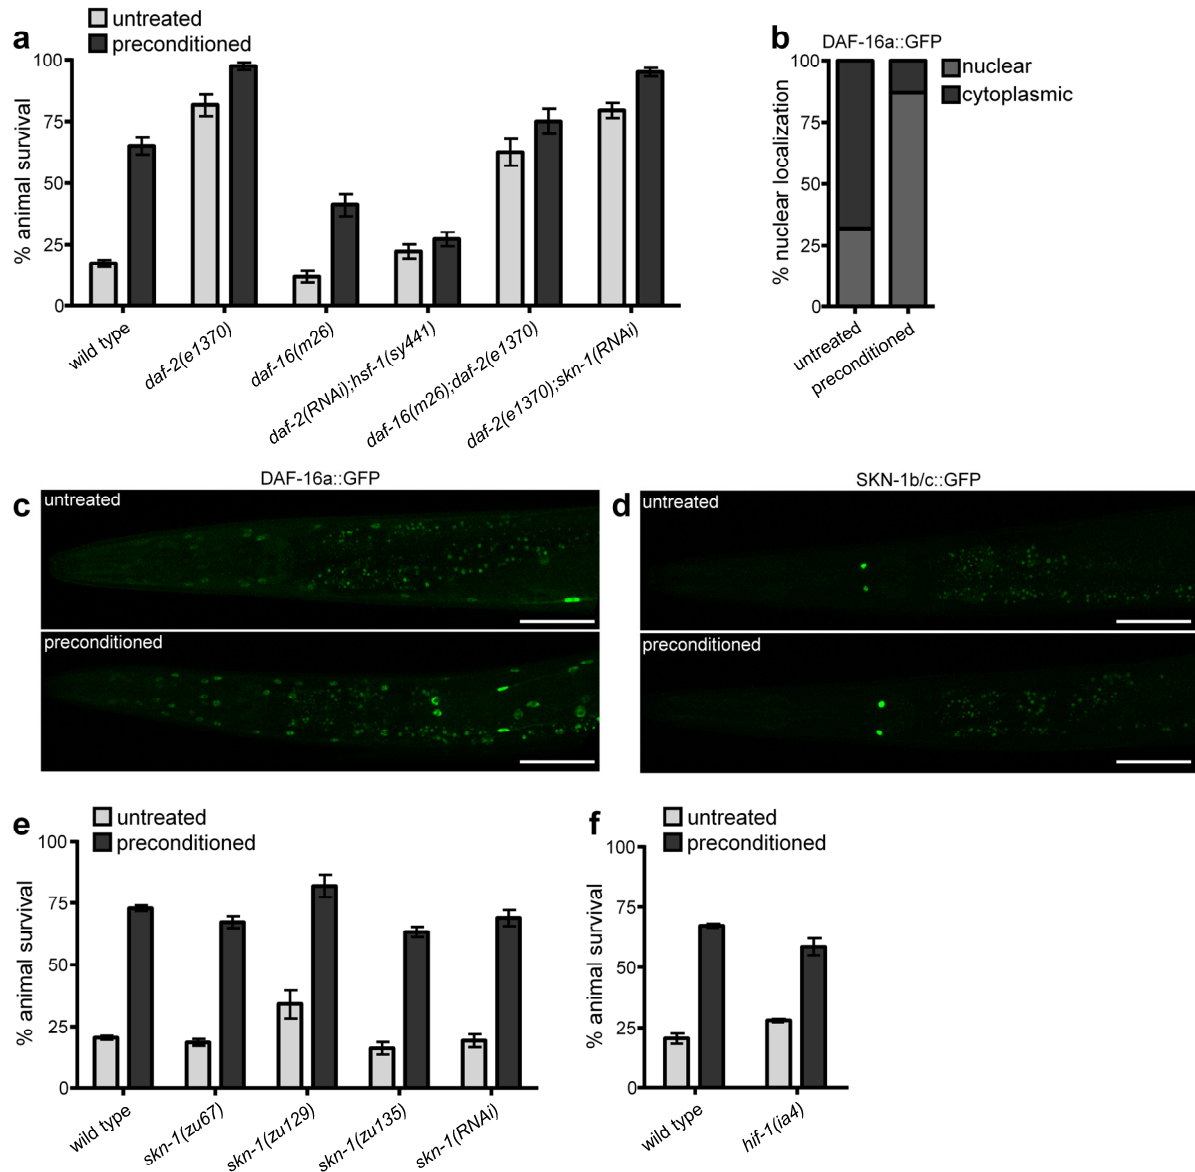 a
untreated
preconditioned
% animal survival
100
75
50
25
0
wild type
daf-2(e1370)
daf-16(m26)
daf-2(RNAi);hsf-1(sy441)
daf-16(m26);daf-2(e1370)
daf-2(e1370);skn-1(RNAi)
b
DAF-16a::GFP
nuclear
cytoplasmic
% nuclear localization
100
75
50
25
0
untreated
preconditioned
c
DAF-16a::GFP
untreated
preconditioned
d
SKN-1b/c::GFP
untreated
preconditioned
e
untreated
preconditioned
% animal survival
100
75
50
25
0
wild type
skn-1(zu67)
skn-1(zu129)
skn-1(zu135)
skn-1(RNAi)
f
untreated
preconditioned
% animal survival
100
75
50
25
0
wild type
hif-1(ia4)